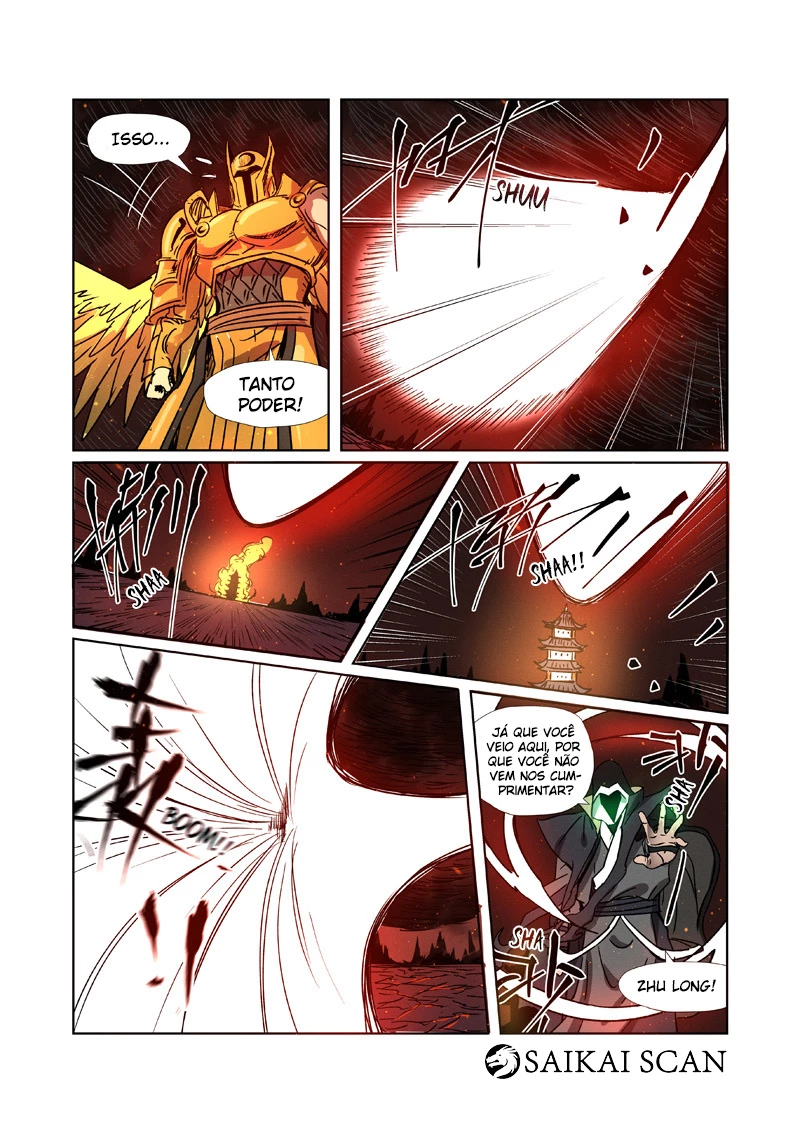 ISSO...
TANTO
PODER!
SHUU
SHAA
SHAA!!
BOOM!!
JÁ QUE VOCÊ
VEIO AQUI, POR
QUE VOCÊ NÃO
VEM NOS CUM-
PRIMENTAR?
SHA
SHA
ZHU LONG!
SAIKAI SCAN